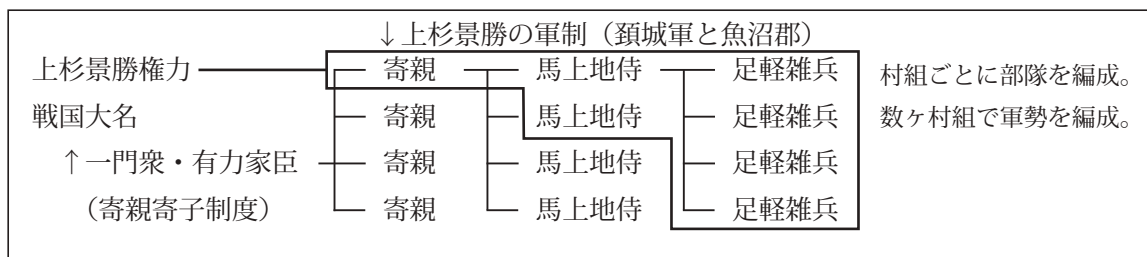 ↓上杉景勝の軍制（頚城軍と魚沼郡）
上杉景勝権力 寄親 馬上地侍 足軽雑兵 村組ごとに部隊を編成。
戦国大名 寄親 馬上地侍 足軽雑兵 数ヶ村組で軍勢を編成。
↑一門衆・有力家臣 寄親 馬上地侍 足軽雑兵
（寄親寄子制度） 寄親 馬上地侍 足軽雑兵